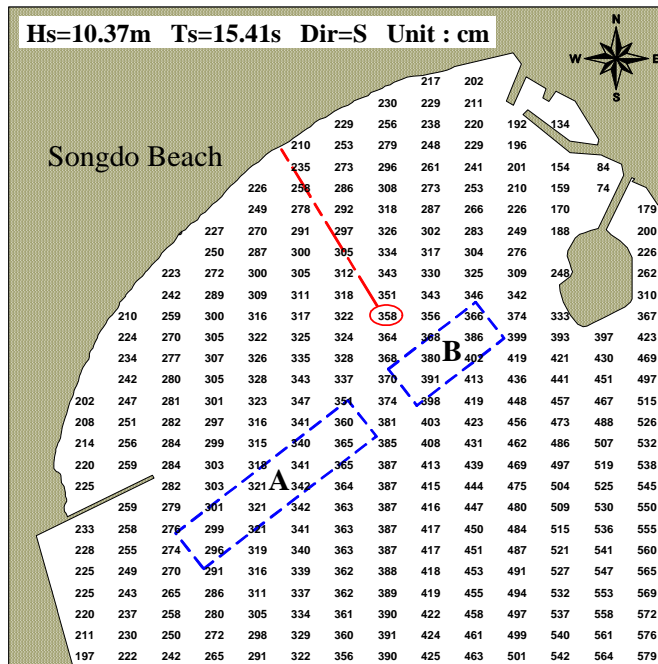 Hs=10.37m Ts=15.41s Dir=S Unit : cm
N
W E
S
217 202
230 229 211
229 256 238 220 192 134
210 253 279 248 229 196
Songdo Beach
235 273 296 261 241 201 154 84
226 258 286 308 273 253 210 159 74
249 278 292 318 287 266 226 170 179
227 270 291 297 326 302 283 249 188 200
250 287 300 305 334 317 304 276 226
223 272 300 305 312 343 330 325 309 248 262
242 289 309 311 318 351 343 346 342 310
210 259 300 316 317 322 358 356 366 374 333 367
224 270 305 322 325 324 364 368 386 399 393 397 423
B
234 277 307 326 335 328 368 380 402 419 421 430 469
242 280 305 328 343 337 370 391 413 436 441 451 497
202 247 281 301 323 347 351 374 398 419 448 457 467 515
208 251 282 297 316 341 360 381 403 423 456 473 488 526
214 256 284 299 315 340 365 385 408 431 462 486 507 532
220 259 284 303 318 341 365 387 413 439 469 497 519 538
A
225 282 303 321 342 364 387 415 444 475 504 525 545
259 279 301 321 342 363 387 416 447 480 509 530 550
233 258 276 299 321 341 363 387 417 450 484 515 536 555
228 255 274 296 319 340 363 387 417 451 487 521 541 560
225 249 270 291 316 339 362 388 418 453 491 527 547 565
225 243 265 286 311 337 362 389 419 455 494 532 553 569
220 237 258 280 305 334 361 390 422 458 497 537 558 572
211 230 250 272 298 329 360 391 424 461 499 540 561 576
197 222 242 265 291 322 356 390 425 463 501 542 564 579